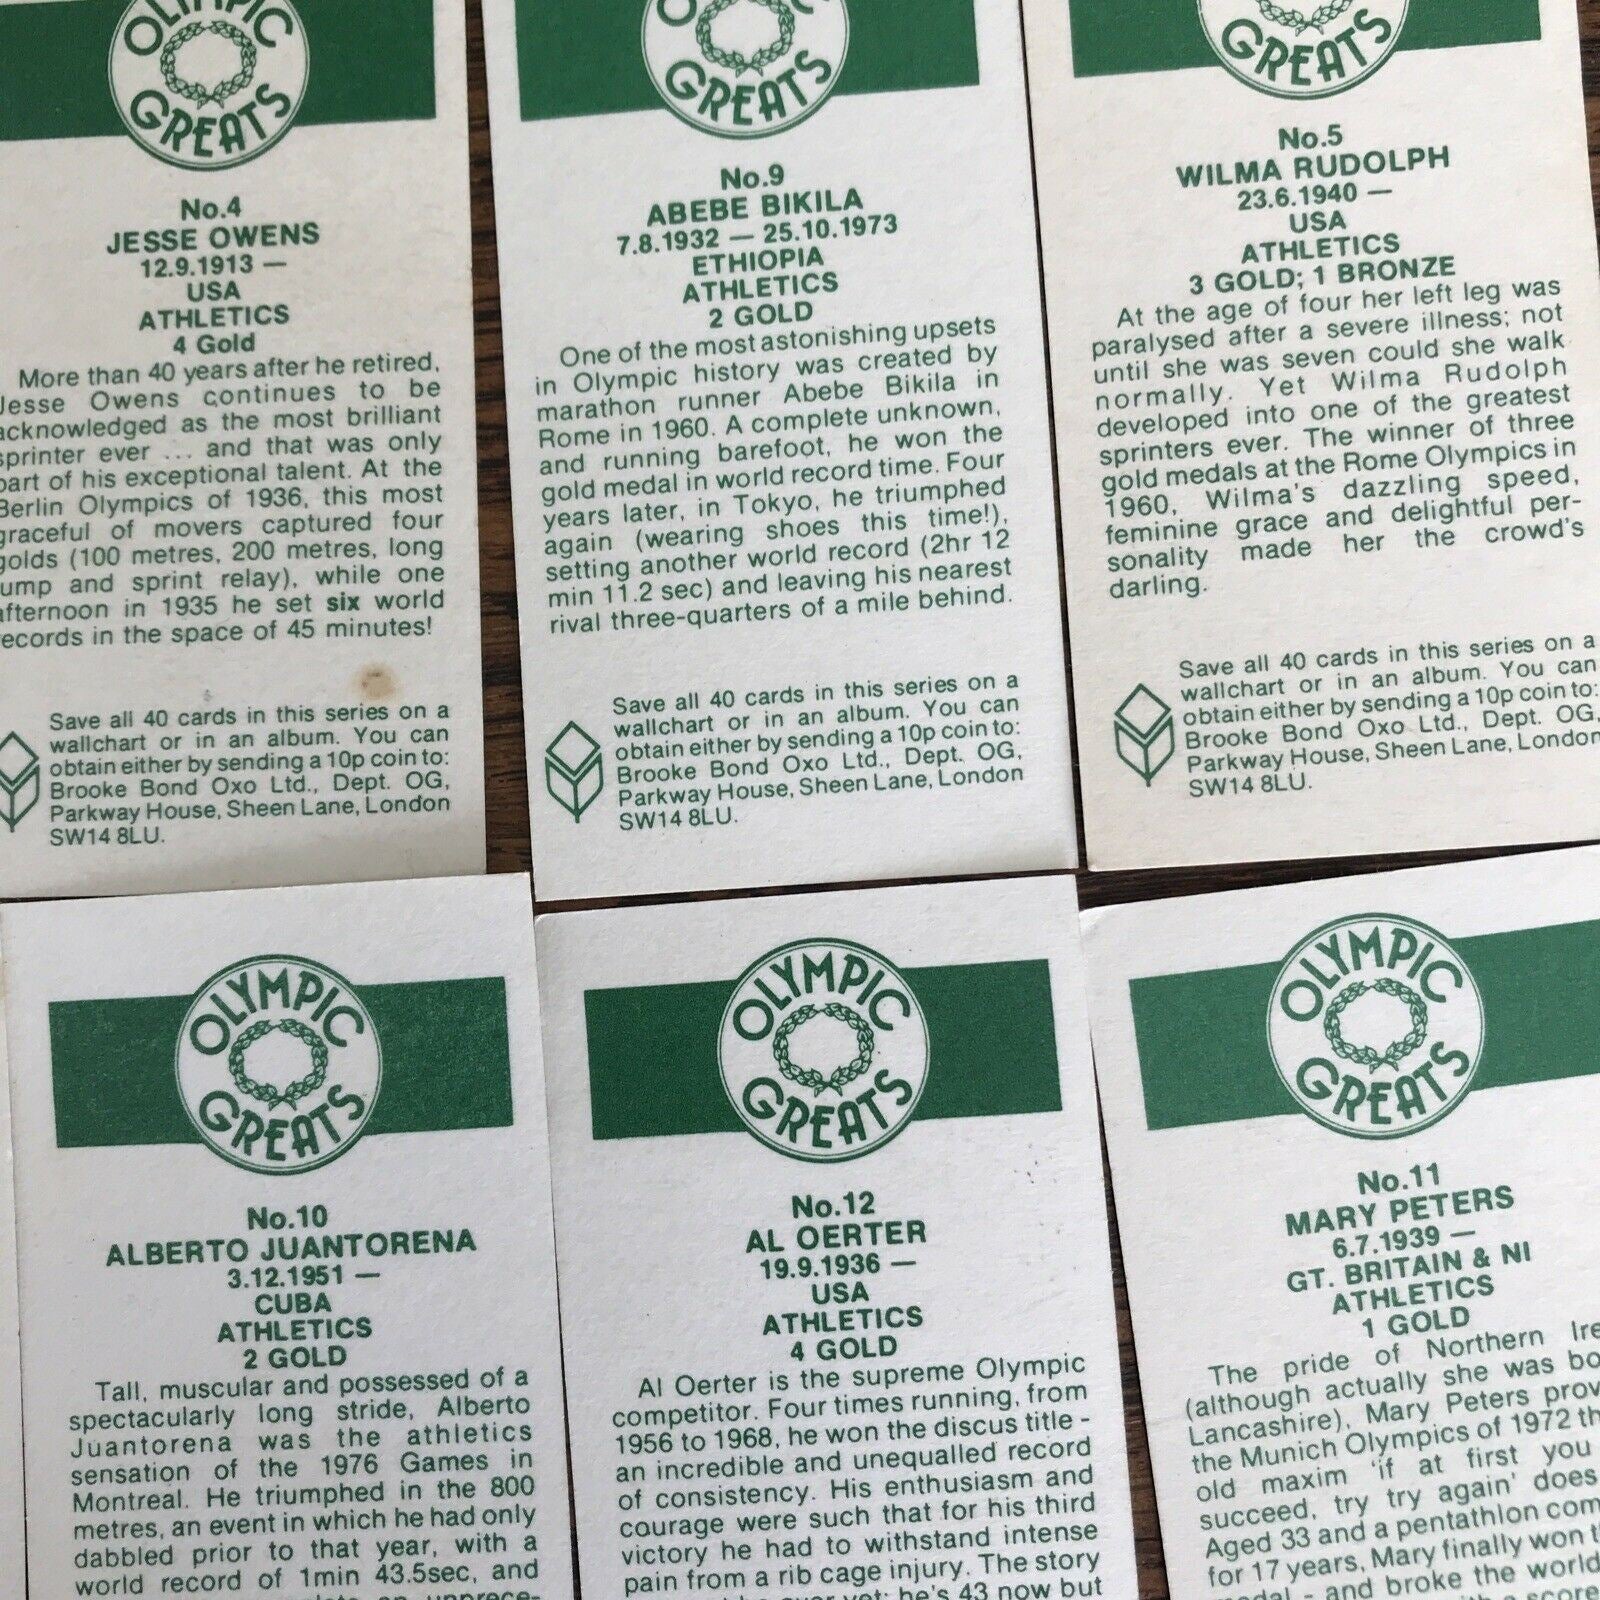 OLYMPIC
GREATS
No.4
JESSE OWENS
12.9.1913 —
USA
ATHLETICS
4 Gold
More than 40 years after he retired,
Jesse Owens continues to be
acknowledged as the most brilliant
sprinter ever ... and that was only
part of his exceptional talent. At the
Berlin Olympics of 1936, this most
graceful of movers captured four
golds (100 metres, 200 metres, long
jump and sprint relay), while one
afternoon in 1935 he set six world
records in the space of 45 minutes!
Save all 40 cards in this series on a
wallchart or in an album. You can
obtain either by sending a 10p coin to:
Brooke Bond Oxo Ltd., Dept. OG,
Parkway House, Sheen Lane, London
SW14 8LU.
OLYMPIC
GREATS
No.9
ABEBE BIKILA
7.8.1932 — 25.10.1973
ETHIOPIA
ATHLETICS
2 GOLD
One of the most astonishing upsets
in Olympic history was created by
marathon runner Abebe Bikila in
Rome in 1960. A complete unknown,
and running barefoot, he won the
gold medal in world record time. Four
years later, in Tokyo, he triumphed
again (wearing shoes this time!),
setting another world record (2hr 12
min 11.2 sec) and leaving his nearest
rival three-quarters of a mile behind.
Save all 40 cards in this series on a
wallchart or in an album. You can
obtain either by sending a 10p coin to:
Brooke Bond Oxo Ltd., Dept. OG,
Parkway House, Sheen Lane, London
SW14 8LU.
GREATS
No.5
WILMA RUDOLPH
23.6.1940 —
USA
ATHLETICS
3 GOLD; 1 BRONZE
At the age of four her left leg was
paralysed after a severe illness; not
until she was seven could she walk
normally. Yet Wilma Rudolph
developed into one of the greatest
sprinters ever. The winner of three
gold medals at the Rome Olympics in
1960, Wilma's dazzling speed,
feminine grace and delightful per-
sonality made her the crowd's
darling.
Save all 40 cards in this series on a
wallchart or in an album. You can
obtain either by sending a 10p coin to:
Brooke Bond Oxo Ltd., Dept. OG,
Parkway House, Sheen Lane, London
SW14 8LU.
OLYMPIC
GREATS
No.10
ALBERTO JUANTORENA
3.12.1951 —
CUBA
ATHLETICS
2 GOLD
Tall, muscular and possessed of a
spectacularly long stride, Alberto
Juantorena was the athletics
sensation of the 1976 Games in
Montreal. He triumphed in the 800
metres, an event in which he had only
dabbled prior to that year, with a
world record of 1min 43.5sec, and
OLYMPIC
GREATS
No.12
AL OERTER
19.9.1936 —
USA
ATHLETICS
4 GOLD
Al Oerter is the supreme Olympic
competitor. Four times running, from
1956 to 1968, he won the discus title -
an incredible and unequalled record
of consistency. His enthusiasm and
courage were such that for his third
victory he had to withstand intense
pain from a rib cage injury. The story
yet: he's 43 now but
OLYMPIC
GREATS
No.11
MARY PETERS
6.7.1939 —
GT. BRITAIN & NI
ATHLETICS
1 GOLD
The pride of Northern Ire
(although actually she was bo
Lancashire), Mary Peters prov
the Munich Olympics of 1972 th
old maxim 'if at first you
succeed, try try again' does
Aged 33 and a pentathlon com
for 17 years, Mary finally won t
medal - and broke the world